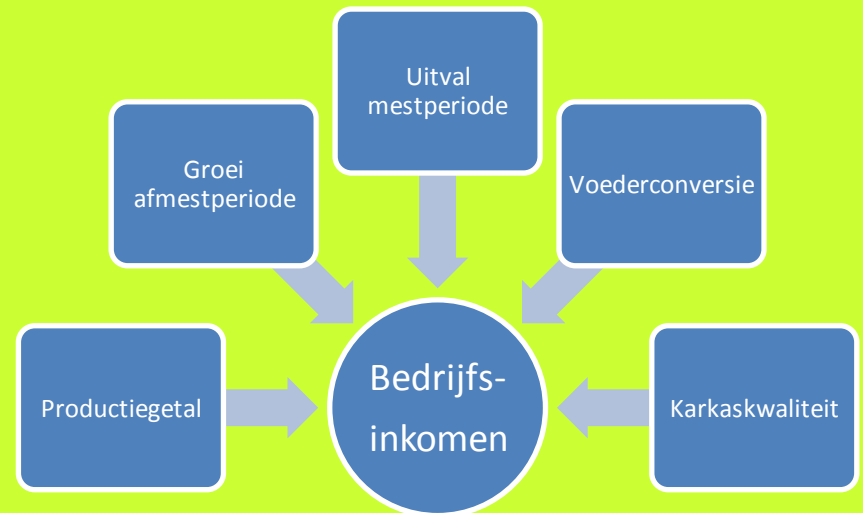 Uitval
mestperiode
Groei
afmestperiode
Voederconversie
Productiegetal
Bedrijfs-
inkomen
Karkaskwaliteit